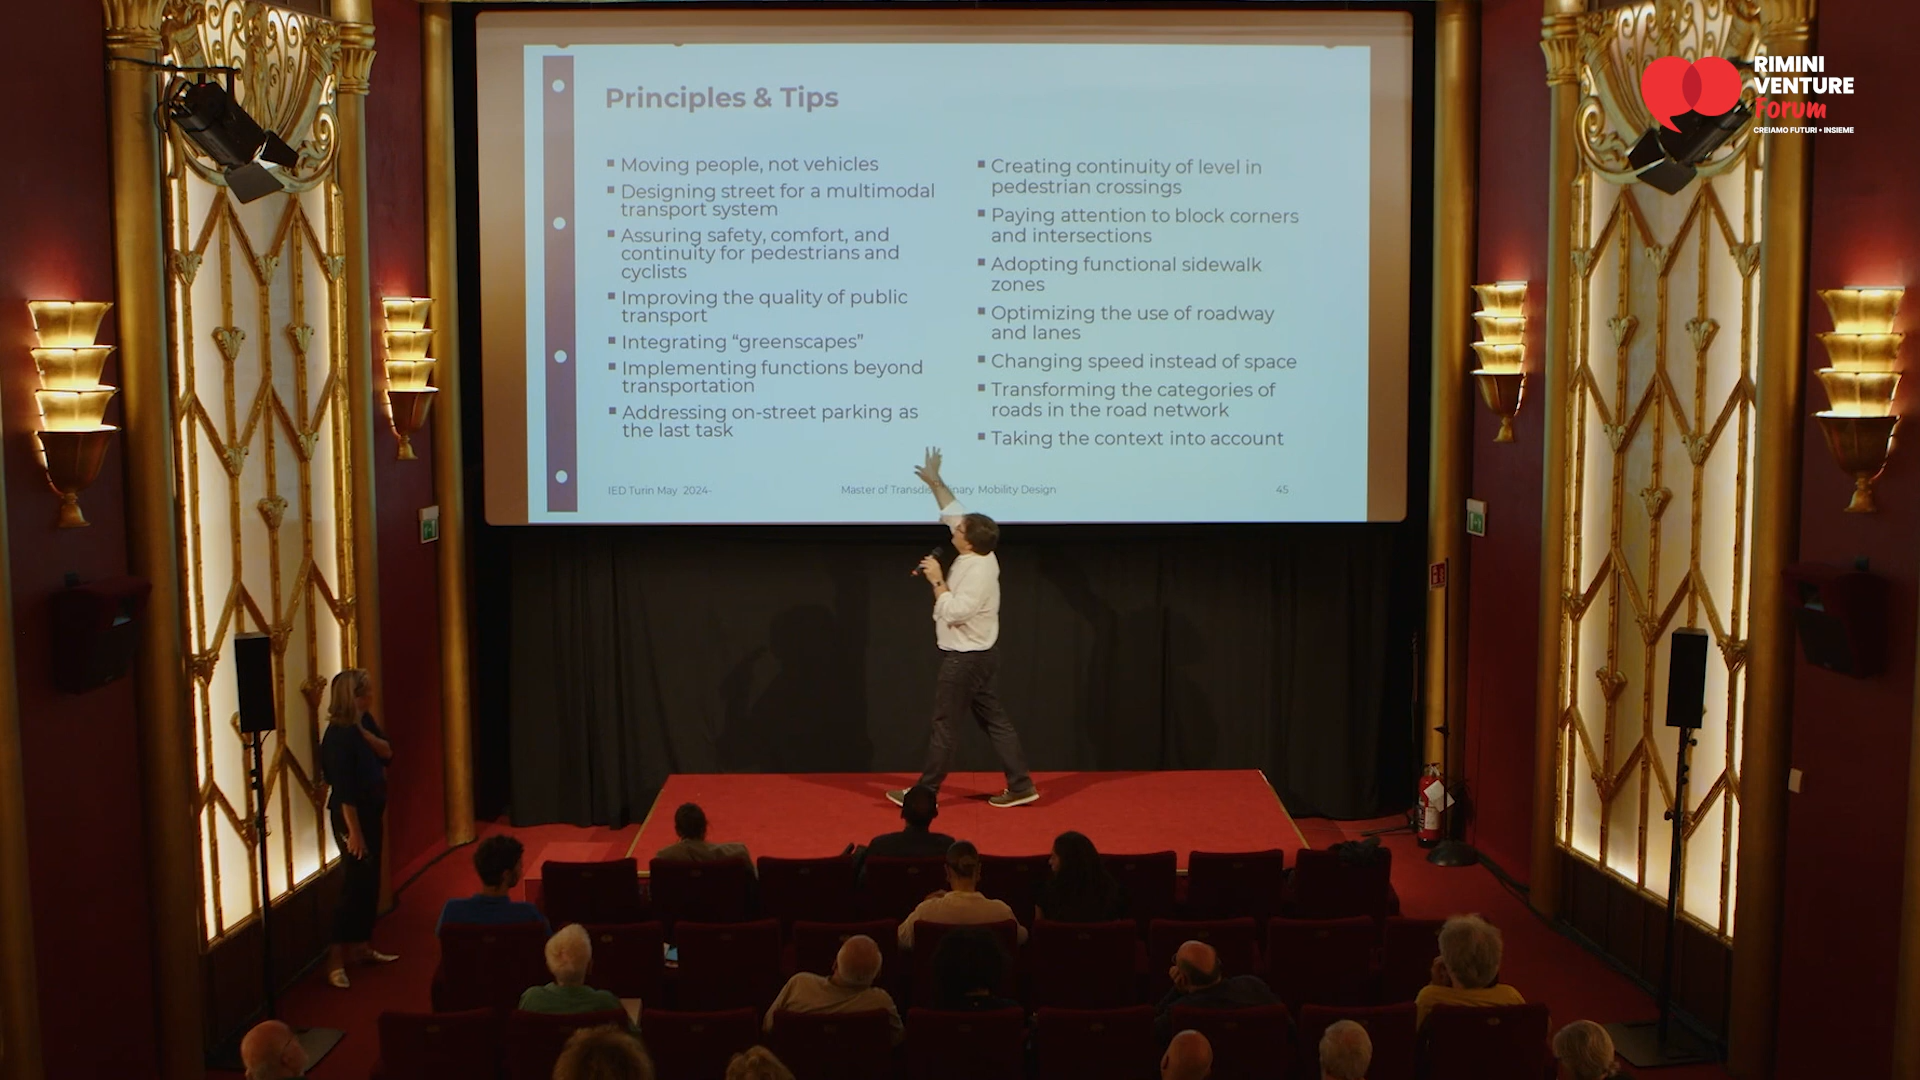 Principles & Tips
Moving people, not vehicles
Designing street for a multimodal
transport system
Assuring safety, comfort, and
continuity for pedestrians and
cyclists
Improving the quality of public
transport
Integrating “greenscapes”
Implementing functions beyond
transportation
Addressing on-street parking as
the last task
Creating continuity of level in
pedestrian crossings
Paying attention to block corners
and intersections
Adopting functional sidewalk
zones
Optimizing the use of roadway
and lanes
Changing speed instead of space
Transforming the categories of
roads in the road network
Taking the context into account
IED Turin May 2024-
Master of Mobility Design
45
RIMINI
VENTURE
Forum
CREIAMO FUTURI • INSIEME